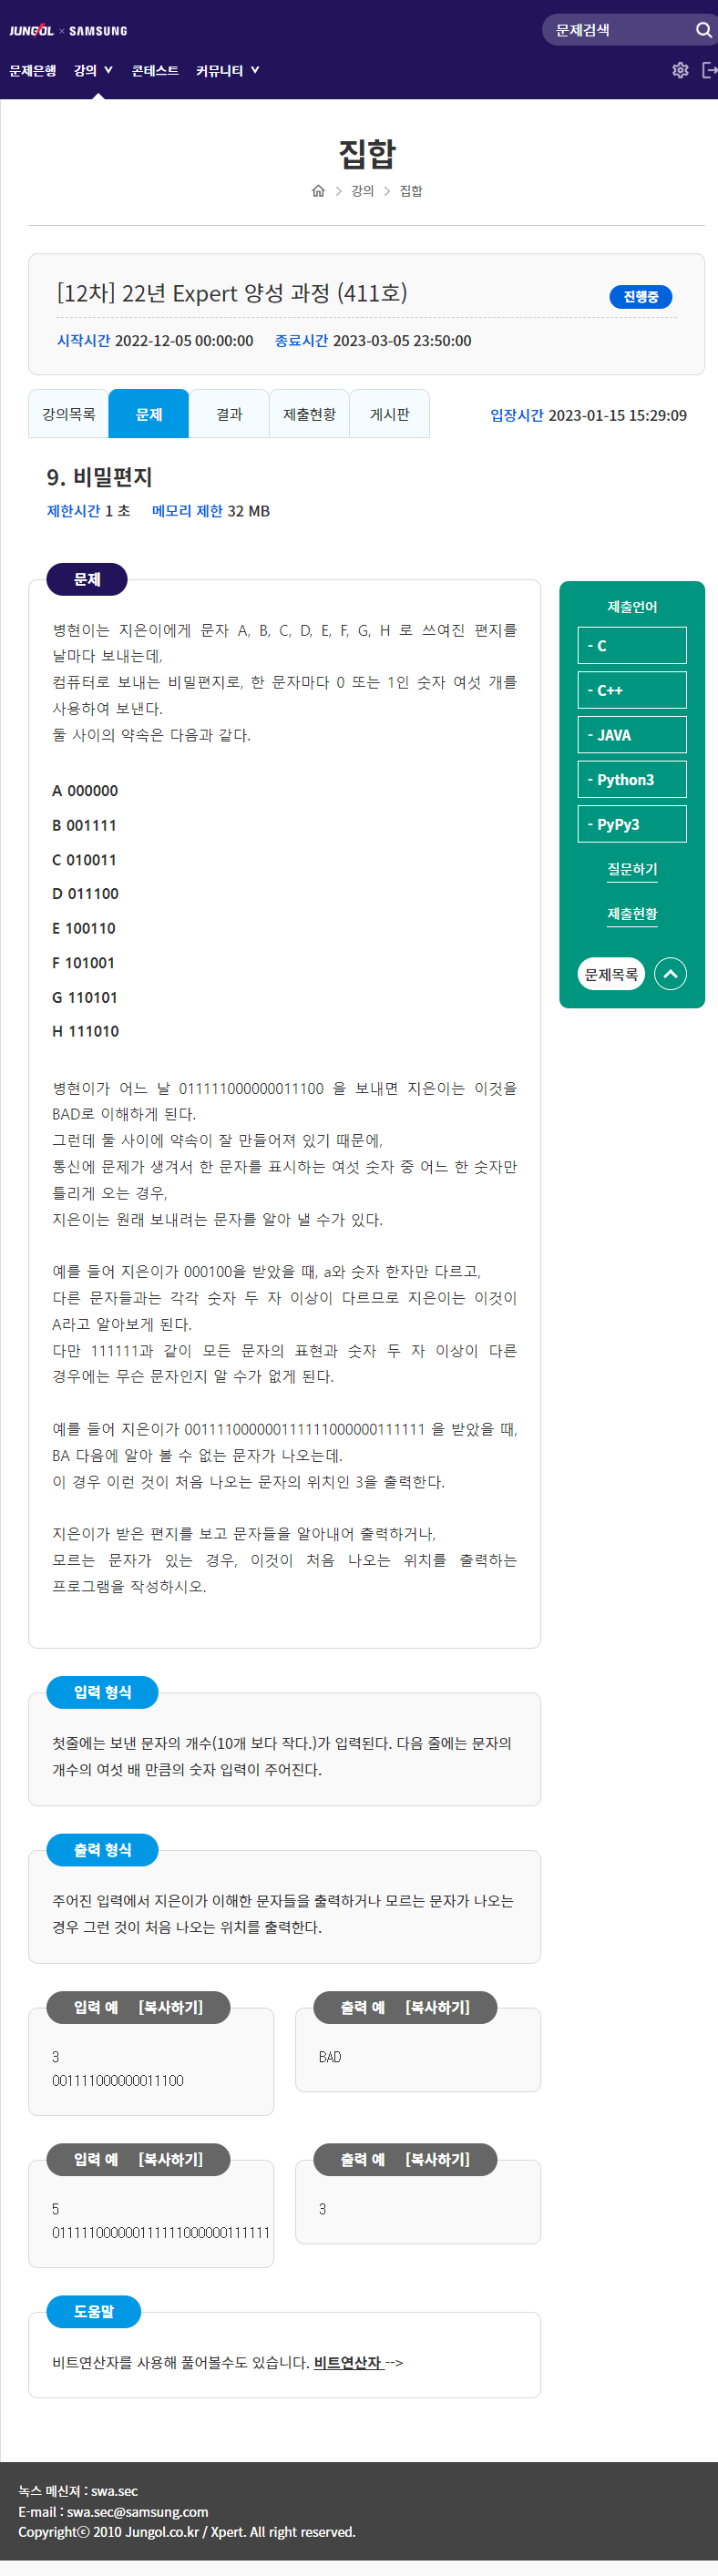 JUNGOL × SAMSUNG
문제검색
문제은행 강의 콘테스트 커뮤니티
집합
강의 > 집합
[12차] 22년 Expert 양성 과정 (411호)
진행중
시작시간 2022-12-05 00:00:00 종료시간 2023-03-05 23:50:00
강의목록 문제 결과 제출현황 게시판
입장시간 2023-01-15 15:29:09
9. 비밀편지
제한시간 1 초 메모리 제한 32 MB
문제
병현이는 지은이에게 문자 A, B, C, D, E, F, G, H 로 쓰여진 편지를
날마다 보내는데,
컴퓨터로 보내는 비밀편지로, 한 문자마다 0 또는 1인 숫자 여섯 개를
사용하여 보낸다.
둘 사이의 약속은 다음과 같다.
A 000000
B 001111
C 010011
D 011100
E 100110
F 101001
G 110101
H 111010
병현이가 어느 날 011111000000011100 을 보내면 지은이는 이것을
BAD로 이해하게 된다.
그런데 둘 사이에 약속이 잘 만들어져 있기 때문에,
통신에 문제가 생겨서 한 문자를 표시하는 여섯 숫자 중 어느 한 숫자만
틀리게 오는 경우,
지은이는 원래 보내려는 문자를 알아 낼 수가 있다.
예를 들어 지은이가 000100을 받았을 때, a와 숫자 한자만 다르고,
다른 문자들과는 각각 숫자 두 자 이상이 다르므로 지은이는 이것이
A라고 알아보게 된다.
다만 111111과 같이 모든 문자의 표현과 숫자 두 자 이상이 다른
경우에는 무슨 문자인지 알 수가 없게 된다.
예를 들어 지은이가 001111000000111111000000111111 을 받았을 때,
BA 다음에 알아 볼 수 없는 문자가 나오는데.
이 경우 이런 것이 처음 나오는 문자의 위치인 3을 출력한다.
지은이가 받은 편지를 보고 문자들을 알아내어 출력하거나,
모르는 문자가 있는 경우, 이것이 처음 나오는 위치를 출력하는
프로그램을 작성하시오.
제출언어
- C
- C++
- JAVA
- Python3
- PyPy3
질문하기
제출현황
문제목록
입력 형식
첫줄에는 보낸 문자의 개수(10개 보다 작다.)가 입력된다. 다음 줄에는 문자의
개수의 여섯 배 만큼의 숫자 입력이 주어진다.
출력 형식
주어진 입력에서 지은이가 이해한 문자들을 출력하거나 모르는 문자가 나오는
경우 그런 것이 처음 나오는 위치를 출력한다.
입력 예 [복사하기]
3
001111000000011100
출력 예 [복사하기]
BAD
입력 예 [복사하기]
5
011111000000111111000000111111
출력 예 [복사하기]
3
도움말
비트연산자를 사용해 풀어볼수도 있습니다. 비트연산자 -->
녹스 메신져 : swa.sec
E-mail : swa.sec@samsung.com
Copyrightⓒ 2010 Jungol.co.kr / Xpert. All right reserved.